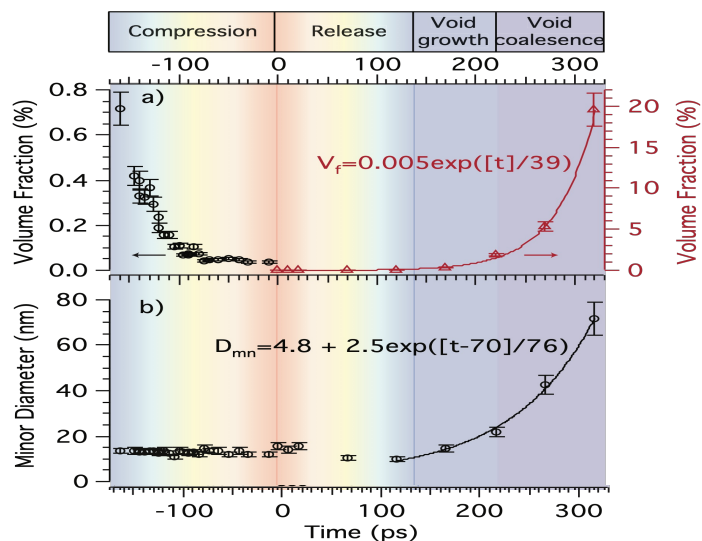 Compression Release Void growth Void coalesence
-100 0 100 200 300
a)
0.8
0.6
0.4
0.2
0.0
Volume Fraction (%)
V_f=0.005exp([t]/39)
20
15
10
5
0
Volume Fraction (%)
b)
80
60
40
20
0
Minor Diameter (nm)
D_mn=4.8 + 2.5exp([t-70]/76)
-100 0 100 200 300
Time (ps)